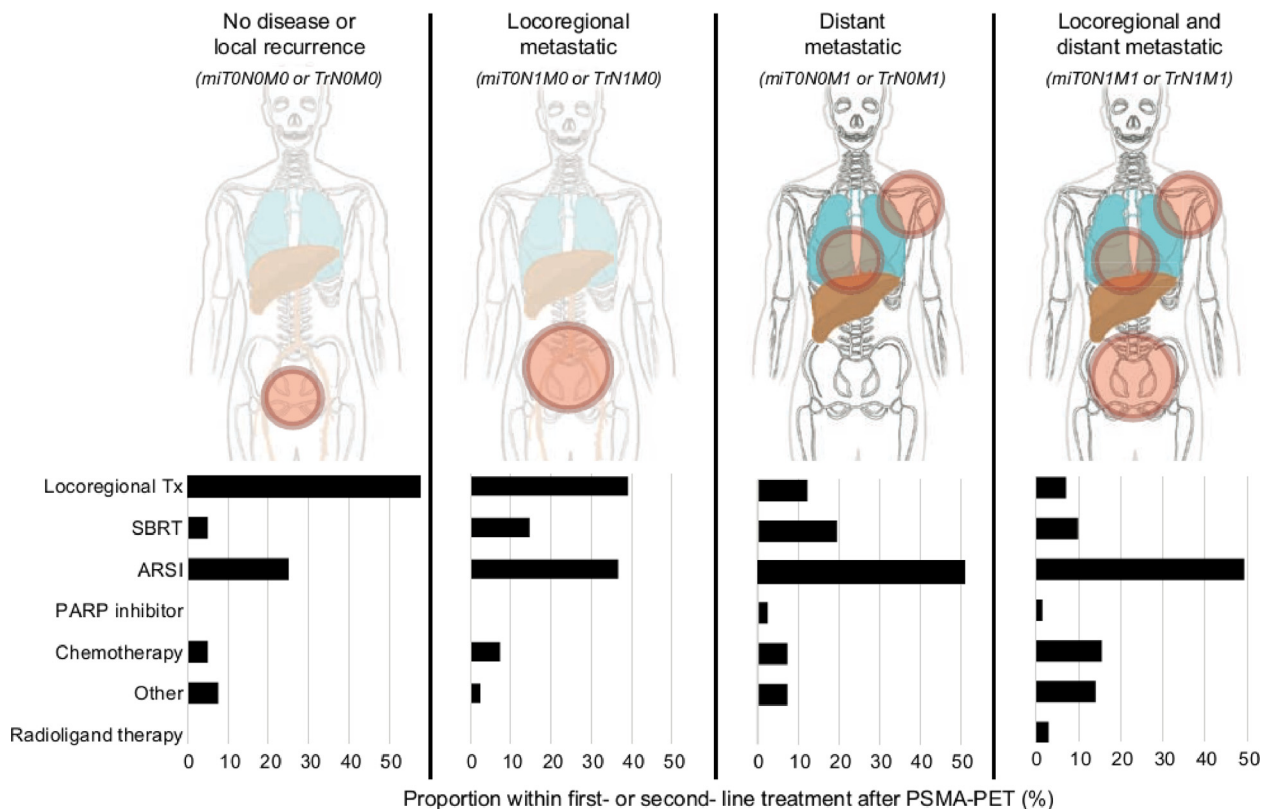 No disease or
local recurrence
(miT0N0M0 or TrN0M0)
Locoregional
metastatic
(miT0N1M0 or TrN1M0)
Distant
metastatic
(miT0N0M1 or TrN0M1)
Locoregional and
distant metastatic
(miT0N1M1 or TrN1M1)
Locoregional Tx
SBRT
ARSI
PARP inhibitor
Chemotherapy
Other
Radioligand therapy
0 10 20 30 40 50
0 10 20 30 40 50
0 10 20 30 40 50
0 10 20 30 40 50
Proportion within first- or second- line treatment after PSMA-PET (%)